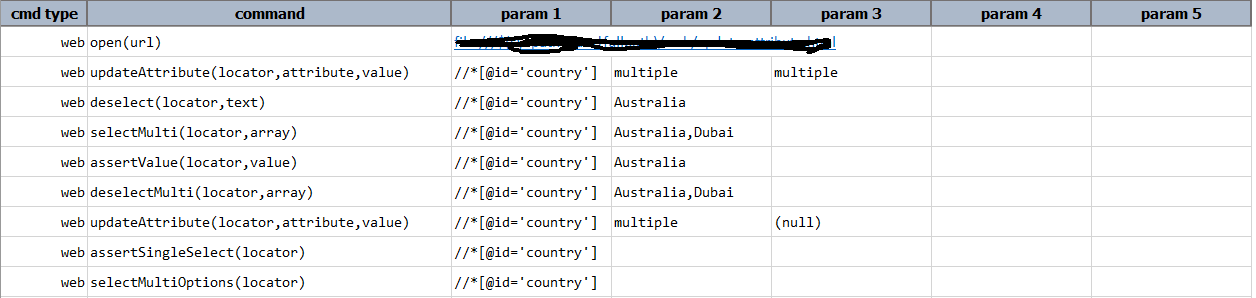 cmd type command param 1 param 2 param 3 param 4 param 5
web open(url)
web updateAttribute(locator,attribute,value) //*[@id='country'] multiple multiple
web deselect(locator,text) //*[@id='country'] Australia
web selectMulti(locator,array) //*[@id='country'] Australia,Dubai
web assertValue(locator,value) //*[@id='country'] Australia
web deselectMulti(locator,array) //*[@id='country'] Australia,Dubai
web updateAttribute(locator,attribute,value) //*[@id='country'] multiple (null)
web assertSingleSelect(locator) //*[@id='country']
web selectMultiOptions(locator) //*[@id='country']